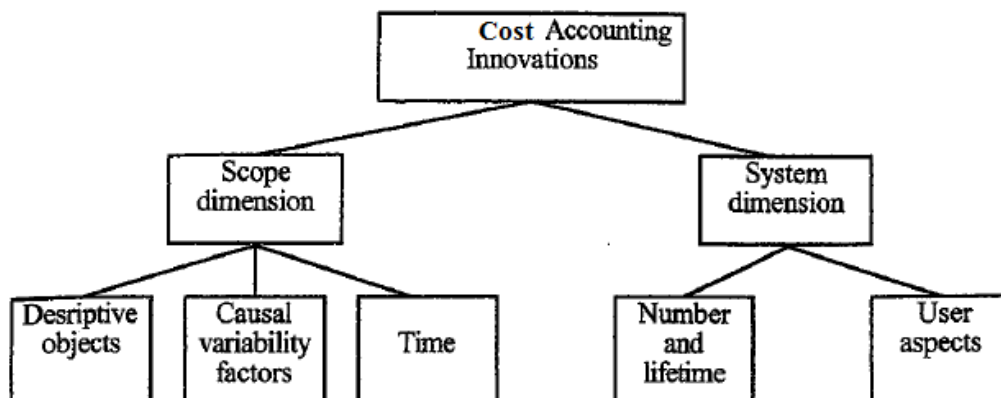 Cost Accounting
Innovations
Scope
dimension
System
dimension
Desriptive
objects
Causal
variability
factors
Time
Number
and
lifetime
User
aspects